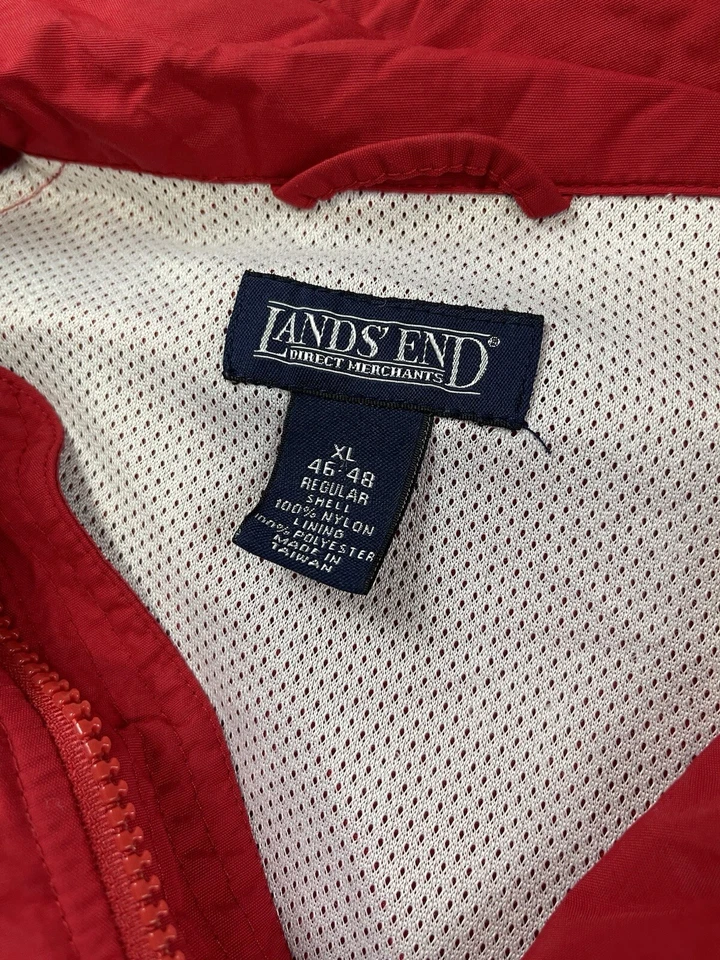 LANDS' END®
DIRECT MERCHANTS
XL
46-48
REGULAR
SHELL
100% NYLON
LINING
100% POLYESTER
MADE IN
TAIWAN